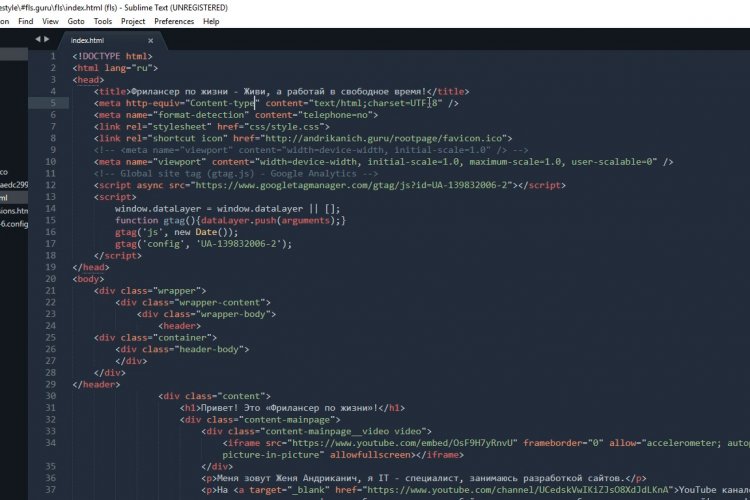 estyle\#fls.guru\fls\index.html (fls) - Sublime Text (UNREGISTERED)
Find View Goto Tools Project Preferences Help
index.html ×
1 <!DOCTYPE html>
2 <html lang="ru">
3 <head>
4 <title>Фрилансер по жизни - Живи, а работай в свободное время!</title>
5 <meta http-equiv="Content-type" content="text/html;charset=UTF-8" />
6 <meta name="format-detection" content="telephone=no">
7 <link rel="stylesheet" href="css/style.css">
8 <link rel="shortcut icon" href="http://andrikanich.guru/rootpage/favicon.ico">
9 <!-- <meta name="viewport" content="width=device-width, initial-scale=1.0" /> -->
10 <meta name="viewport" content="width=device-width, initial-scale=1.0, maximum-scale=1.0, user-scalable=0" />
11 <!-- Global site tag (gtag.js) - Google Analytics -->
12 <script async src="https://www.googletagmanager.com/gtag/js?id=UA-139832006-2"></script>
13 <script>
14 window.dataLayer = window.dataLayer || [];
15 function gtag(){dataLayer.push(arguments);}
16 gtag('js', new Date());
17 gtag('config', 'UA-139832006-2');
18 </script>
19 </head>
20 <body>
21 <div class="wrapper">
22 <div class="wrapper-content">
23 <div class="wrapper-body">
24 <header>
25 <div class="container">
26 <div class="header-body">
27 </div>
28 </div>
29 </header>
30 <div class="content">
31 <h1>Привет! Это «Фрилансер по жизни»!</h1>
32 <div class="content-mainpage">
33 <div class="content-mainpage__video video">
34 <iframe src="https://www.youtube.com/embed/OsF9H7yRnvU" frameborder="0" allow="accelerometer; autop
picture-in-picture" allowfullscreen></iframe>
35 </div>
36 <p>Меня зовут Женя Андриканич, я IT - специалист, занимаюсь разработкой сайтов.</p>
37 <p>На <a target="_blank" href="https://www.youtube.com/channel/UCedskVwIKiZJsO8XdJdLKnA">YouTube канал
co
aedc299
ml
sions.htm
-6.config